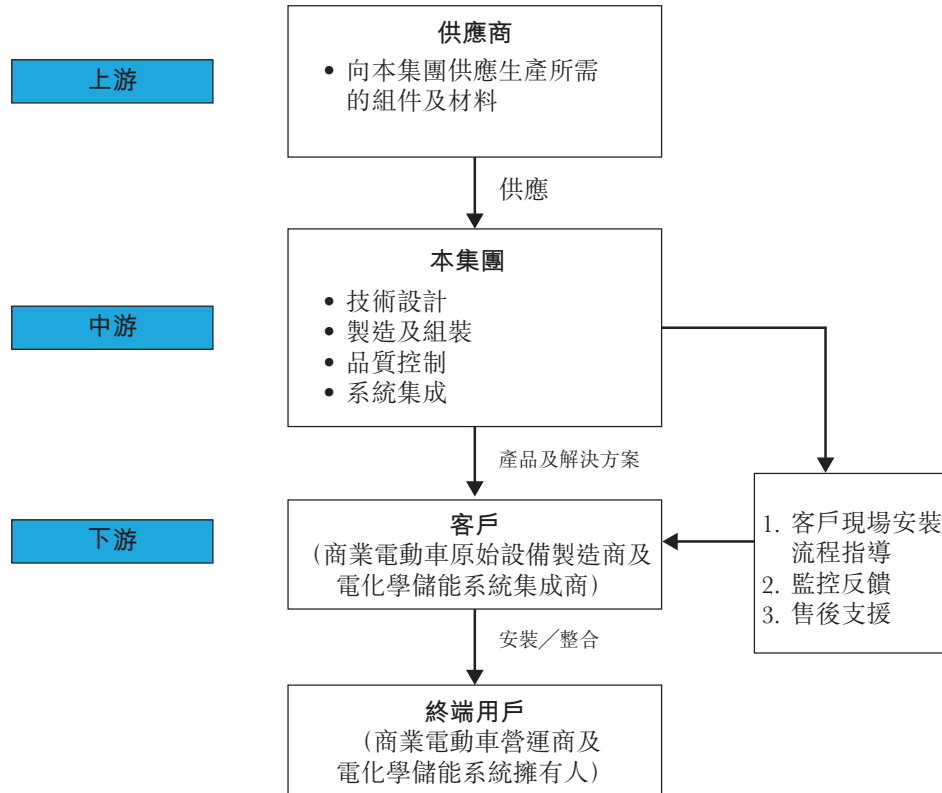 供應商
上游
• 向本集團供應生產所需
的組件及材料
供應
本集團
中游
• 技術設計
• 製造及組裝
• 品質控制
• 系統集成
產品及解決方案
下游
客戶
(商業電動車原始設備製造商及
電化學儲能系統集成商)
1. 客戶現場安裝
流程指導
2. 監控反饋
3. 售後支援
安裝╱整合
終端用戶
(商業電動車營運商及
電化學儲能系統擁有人)